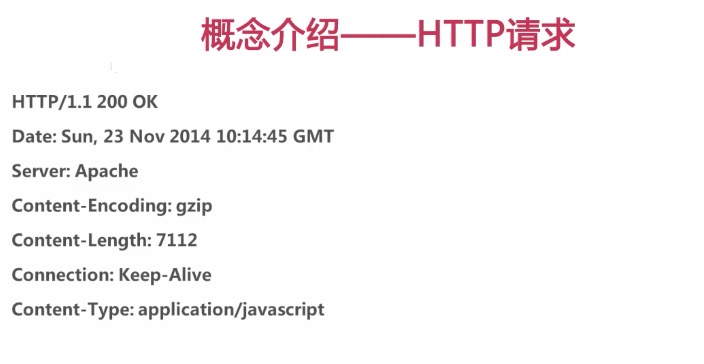 概念介绍——HTTP请求
HTTP/1.1 200 OK
Date: Sun, 23 Nov 2014 10:14:45 GMT
Server: Apache
Content-Encoding: gzip
Content-Length: 7112
Connection: Keep-Alive
Content-Type: application/javascript